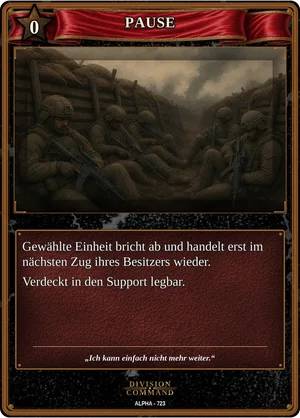 0
PAUSE
Gewählte Einheit bricht ab und handelt erst im
nächsten Zug ihres Besitzers wieder.
Verdeckt in den Support legbar.
„Ich kann einfach nicht mehr weiter.“
DIVISION
COMMAND
ALPHA - 723